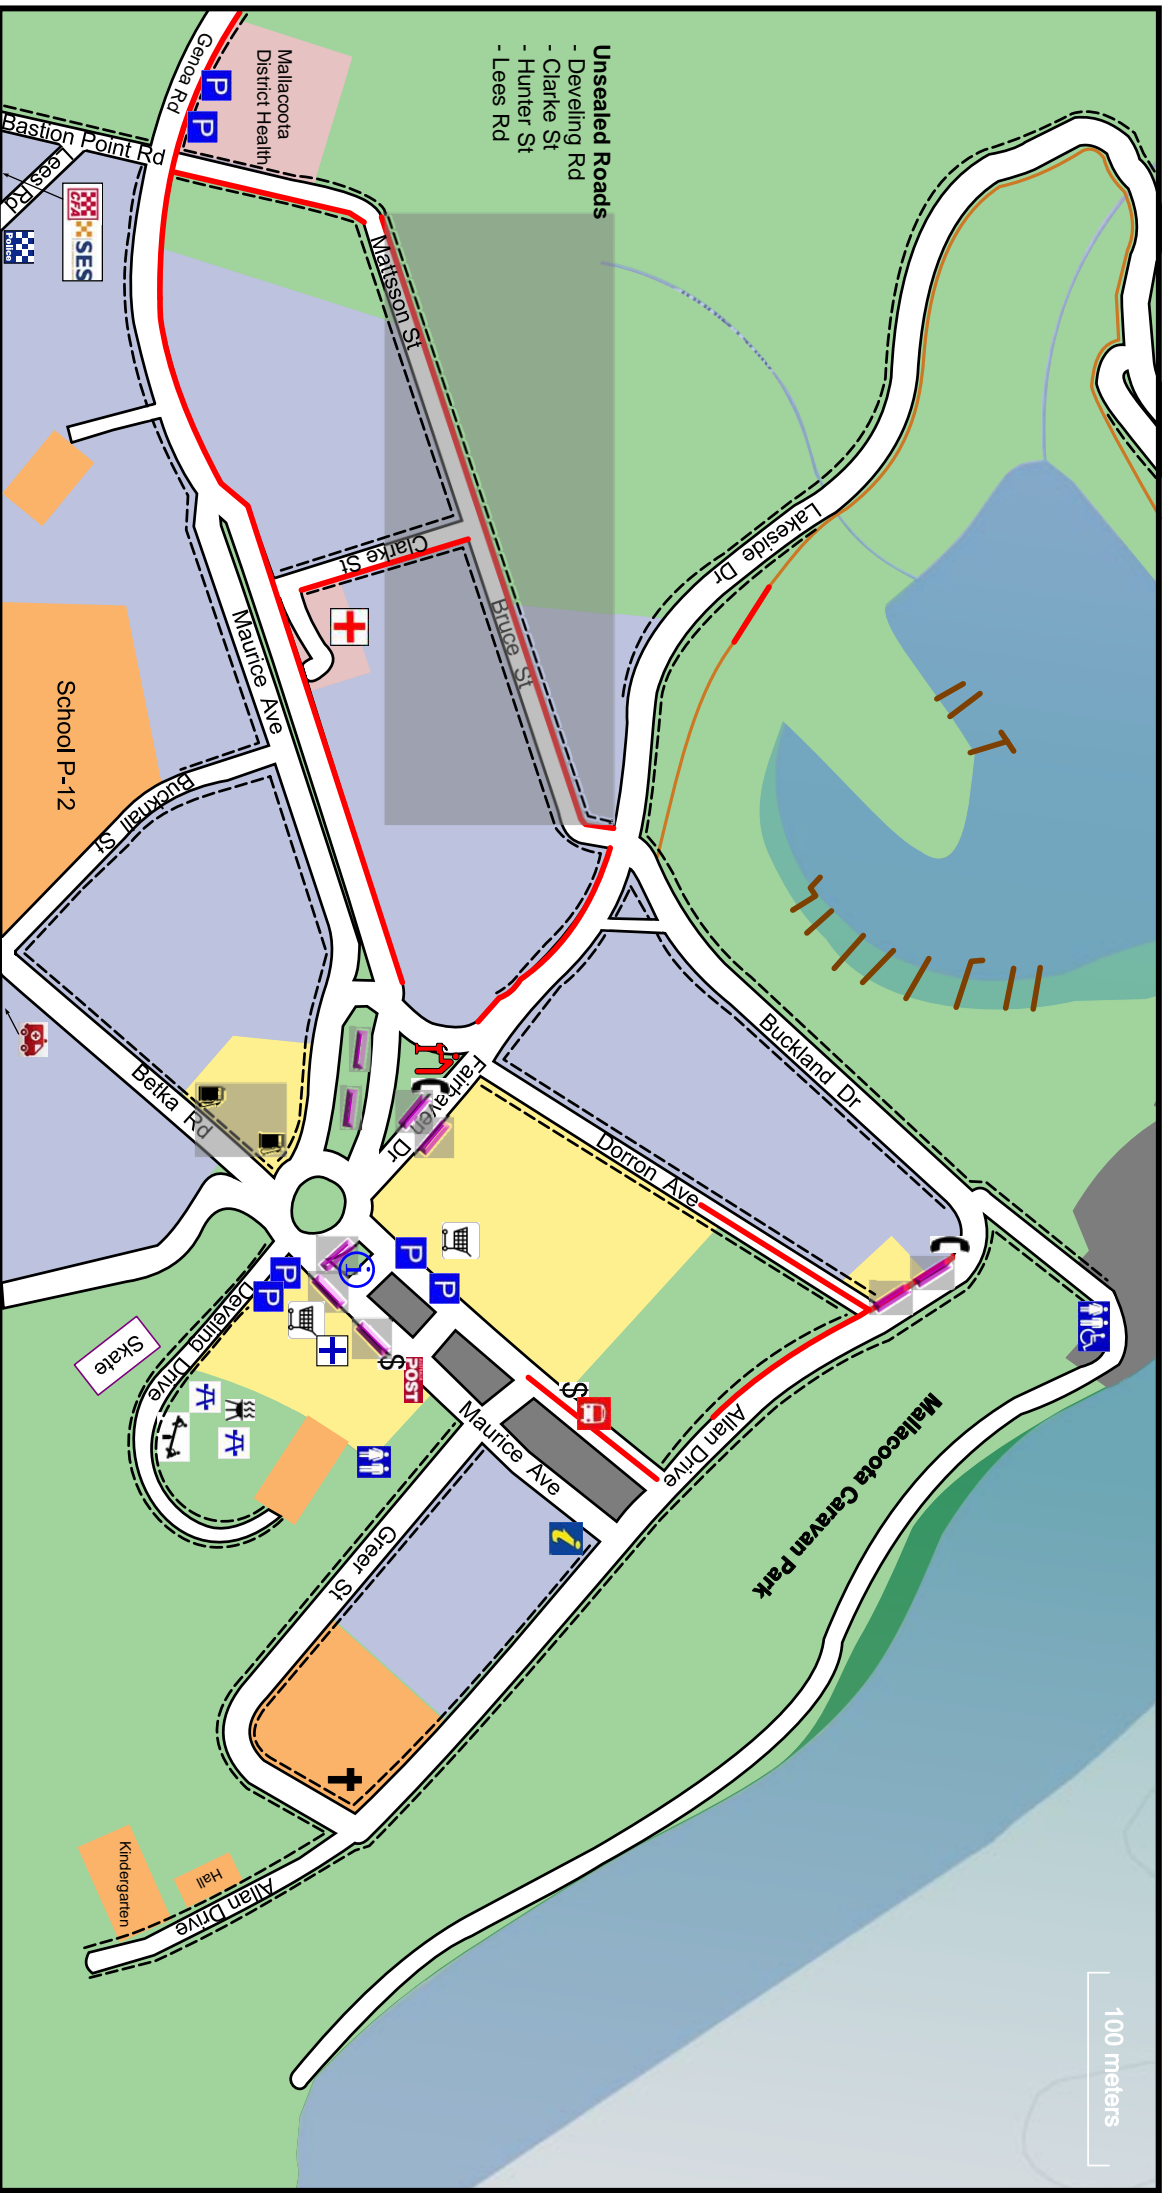 Genoa Rd
Mallacoota
District Health
Unsealed Roads
- Develing Rd
- Clarke St
- Hunter St
- Lees Rd
P
P
Bastion Point Rd
ees Rd
CFA
SES
Police
Mattsson St
Clarke St
Bruce St
Lakeside Dr
Maurice Ave
School P-12
Bucknall St
Betka Rd
Buckland Dr
Fairhaven Dr
Dorron Ave
P
P
P
P
i
Develing Drive
Skate
$
POST
$
Maurice Ave
Allan Drive
Mallacoota Caravan Park
i
Greer St
Kindergarten
Hall
Allan Drive
100 meters